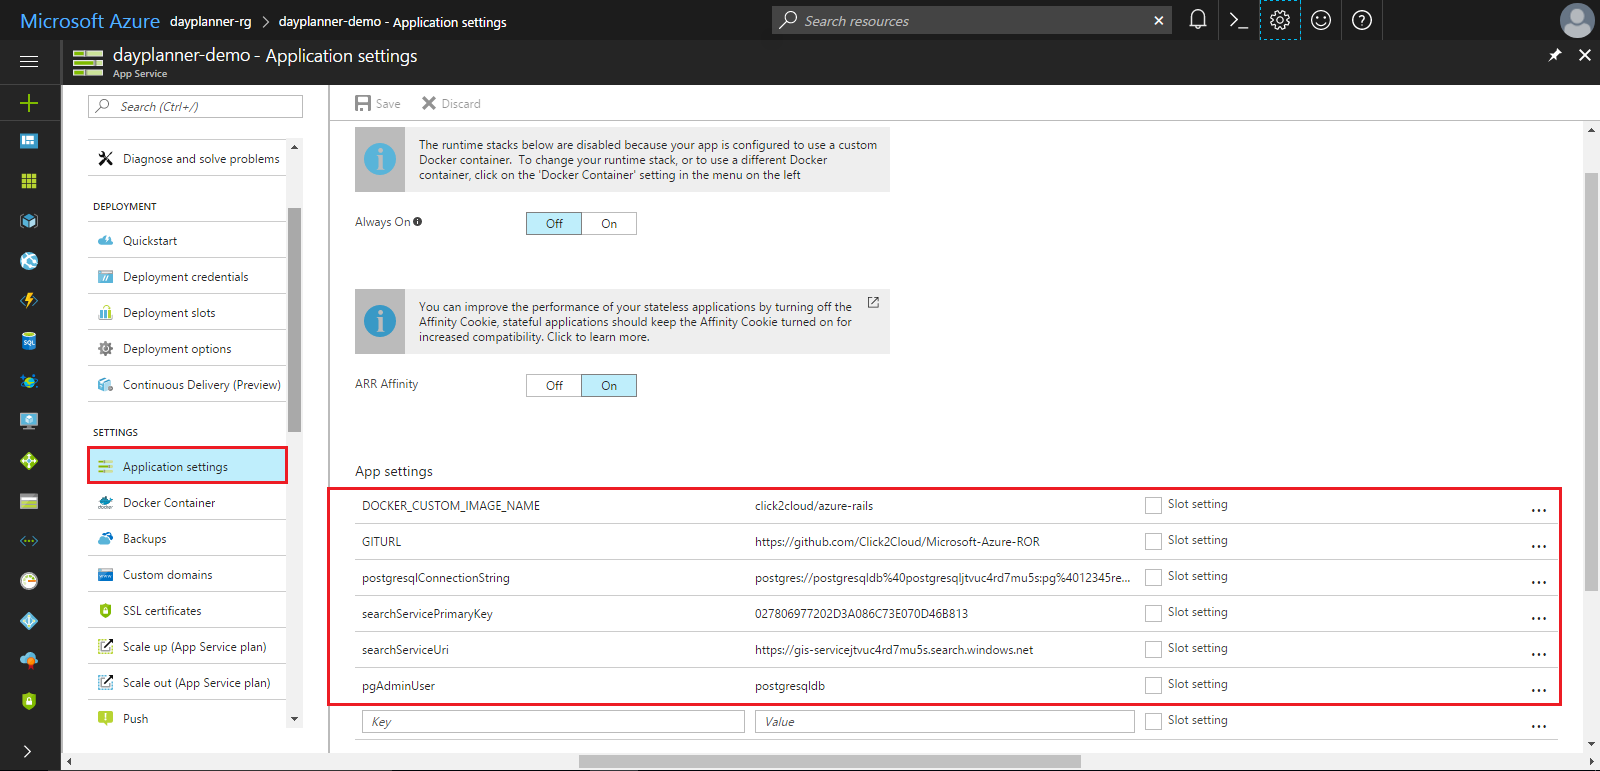 Microsoft Azure dayplanner-rg > dayplanner-demo - Application settings
Search resources
dayplanner-demo - Application settings
App Service
Search (Ctrl+/)
Diagnose and solve problems
DEPLOYMENT
Quickstart
Deployment credentials
Deployment slots
Deployment options
Continuous Delivery (Preview)
SETTINGS
Application settings
Docker Container
Backups
Custom domains
SSL certificates
Scale up (App Service plan)
Scale out (App Service plan)
Push
Save Discard
The runtime stacks below are disabled because your app is configured to use a custom
Docker container. To change your runtime stack, or to use a different Docker
container, click on the 'Docker Container' setting in the menu on the left
Always On Off On
You can improve the performance of your stateless applications by turning off the
Affinity Cookie, stateful applications should keep the Affinity Cookie turned on for
increased compatibility. Click to learn more.
ARR Affinity Off On
App settings
DOCKER_CUSTOM_IMAGE_NAME click2cloud/azure-rails Slot setting ...
GITURL https://github.com/Click2Cloud/Microsoft-Azure-ROR Slot setting ...
postgresqlConnectionString postgres://postgresqldb%40postgresqljtvuc4rd7mu5s:pg%4012345re... Slot setting ...
searchServicePrimaryKey 027806977202D3A086C73E070D46B813 Slot setting ...
searchServiceUri https://gis-servicejtvuc4rd7mu5s.search.windows.net Slot setting ...
pgAdminUser postgresqldb Slot setting ...
Key Value Slot setting ...